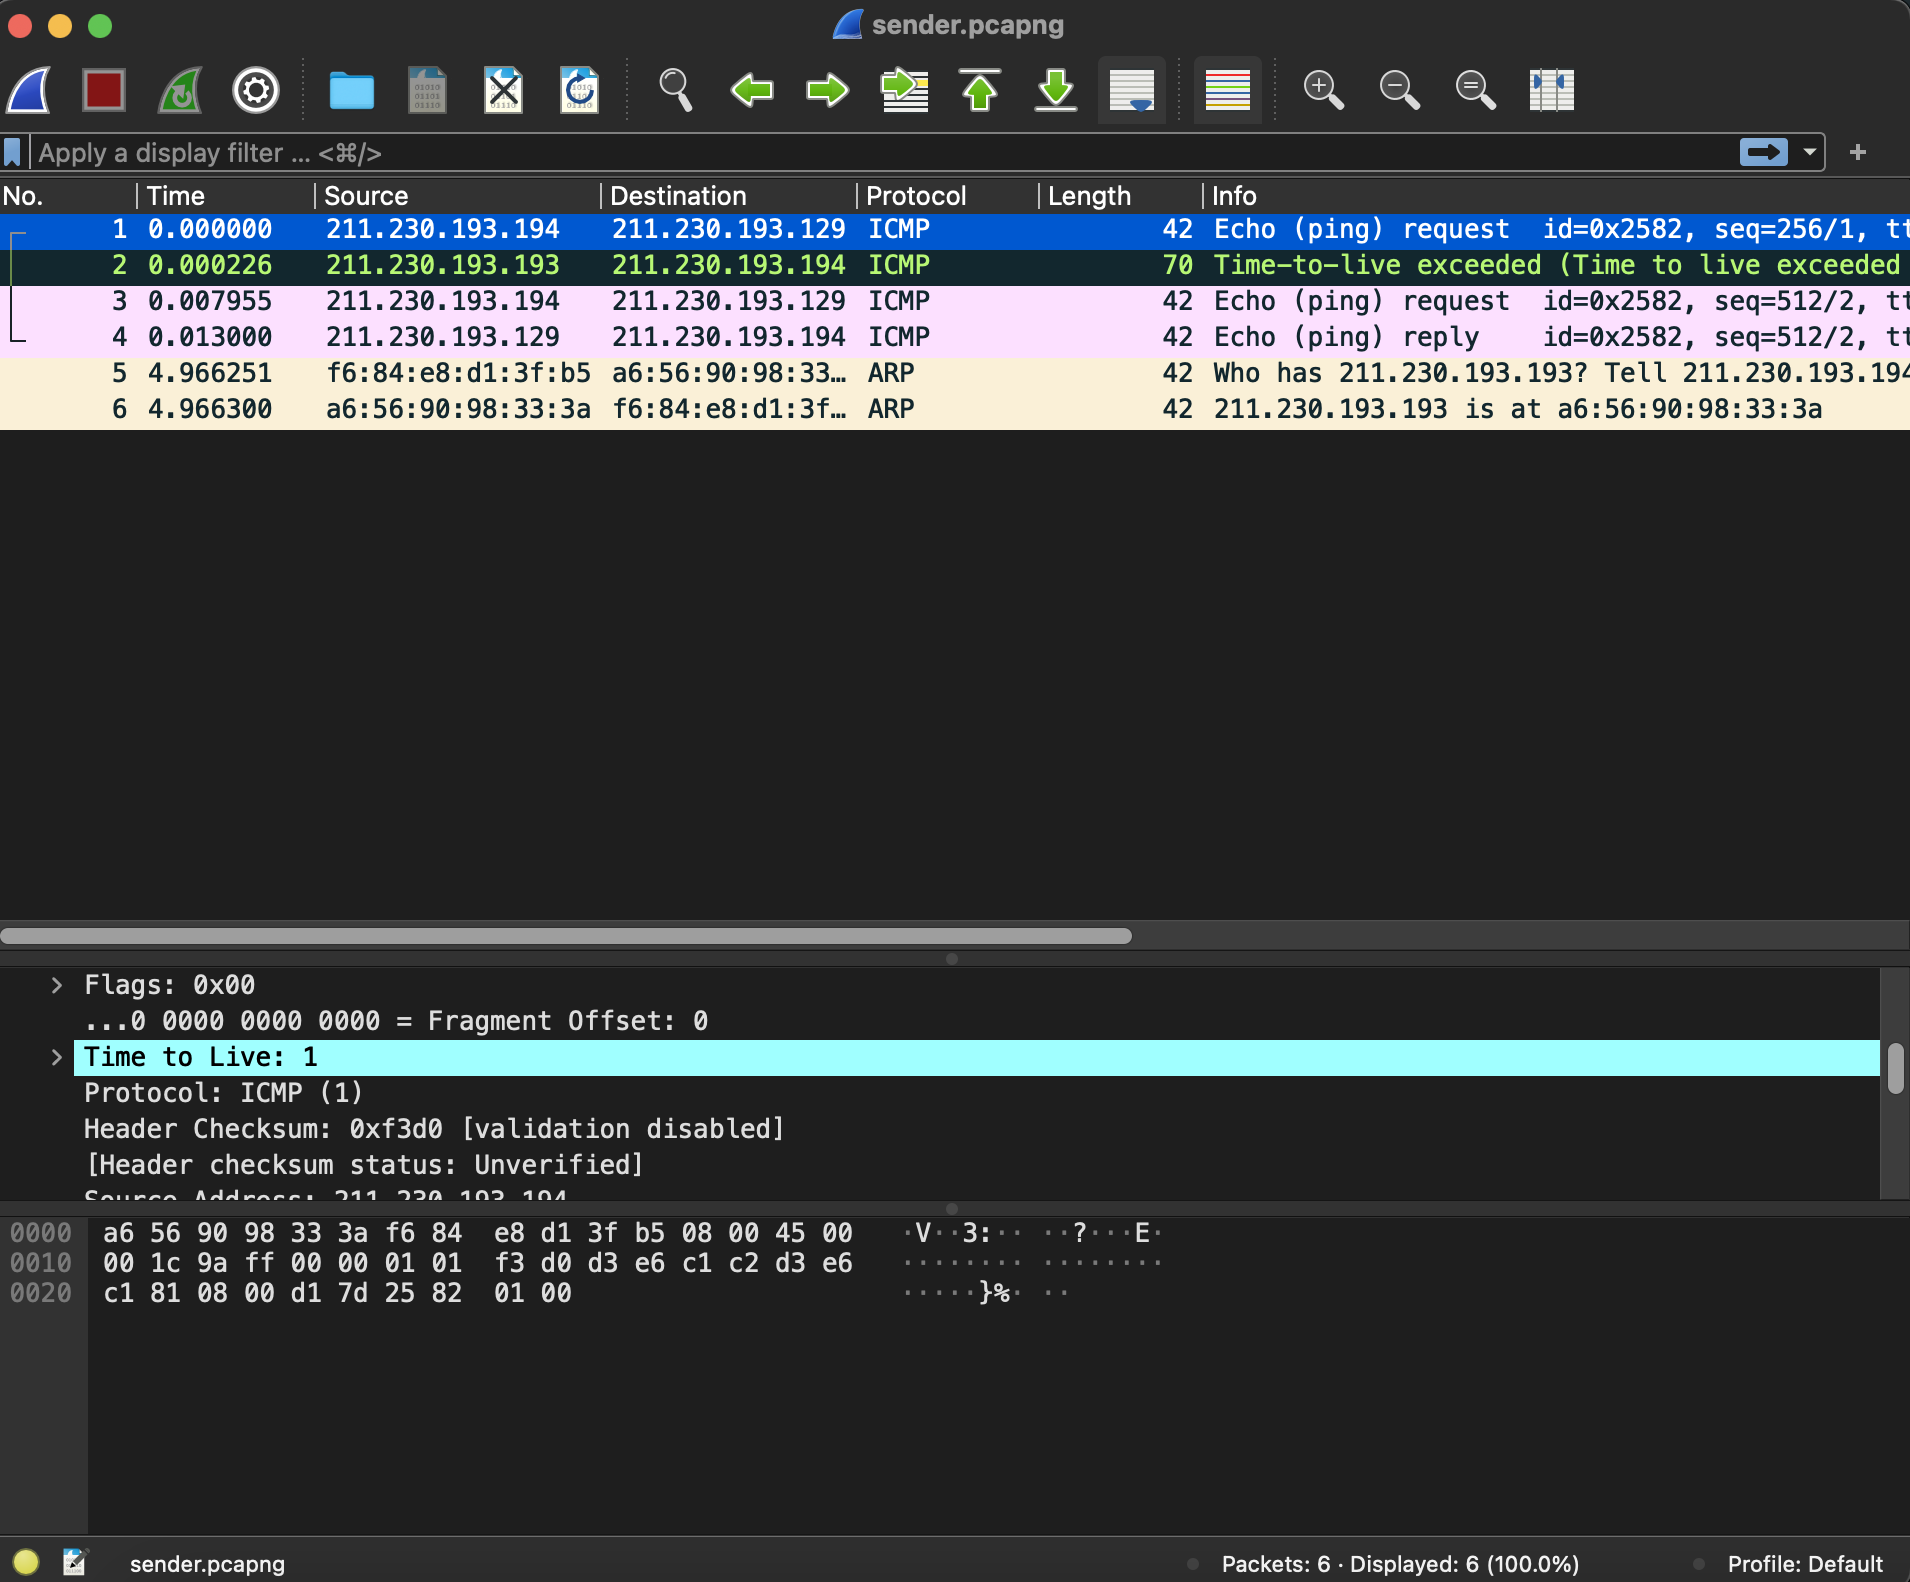 sender.pcapng
Apply a display filter ... <⌘/>
No. Time Source Destination Protocol Length Info
1 0.000000 211.230.193.194 211.230.193.129 ICMP 42 Echo (ping) request id=0x2582, seq=256/1, tt
2 0.000226 211.230.193.193 211.230.193.194 ICMP 70 Time-to-live exceeded (Time to live exceeded
3 0.007955 211.230.193.194 211.230.193.129 ICMP 42 Echo (ping) request id=0x2582, seq=512/2, tt
4 0.013000 211.230.193.129 211.230.193.194 ICMP 42 Echo (ping) reply id=0x2582, seq=512/2, tt
5 4.966251 f6:84:e8:d1:3f:b5 a6:56:90:98:33… ARP 42 Who has 211.230.193.193? Tell 211.230.193.194
6 4.966300 a6:56:90:98:33:3a f6:84:e8:d1:3f… ARP 42 211.230.193.193 is at a6:56:90:98:33:3a
Flags: 0x00
...0 0000 0000 0000 = Fragment Offset: 0
Time to Live: 1
Protocol: ICMP (1)
Header Checksum: 0xf3d0 [validation disabled]
[Header checksum status: Unverified]
Source Address: 211.230.193.194
0000 a6 56 90 98 33 3a f6 84 e8 d1 3f b5 08 00 45 00 ·V··3:·· ··?···E·
0010 00 1c 9a ff 00 00 01 01 f3 d0 d3 e6 c1 c2 d3 e6 ········ ········
0020 c1 81 08 00 d1 7d 25 82 01 00 ·····}%· ··
sender.pcapng Packets: 6 · Displayed: 6 (100.0%) Profile: Default